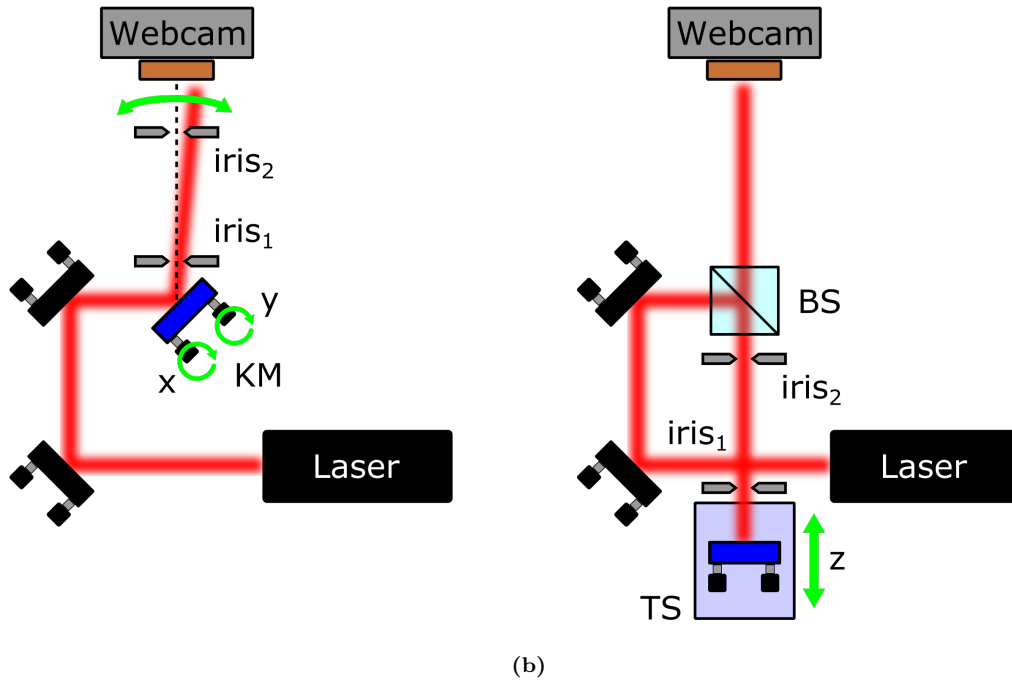 Webcam
iris₂
iris₁
y
x
KM
Laser
Webcam
BS
iris₂
iris₁
Laser
z
TS
(b)